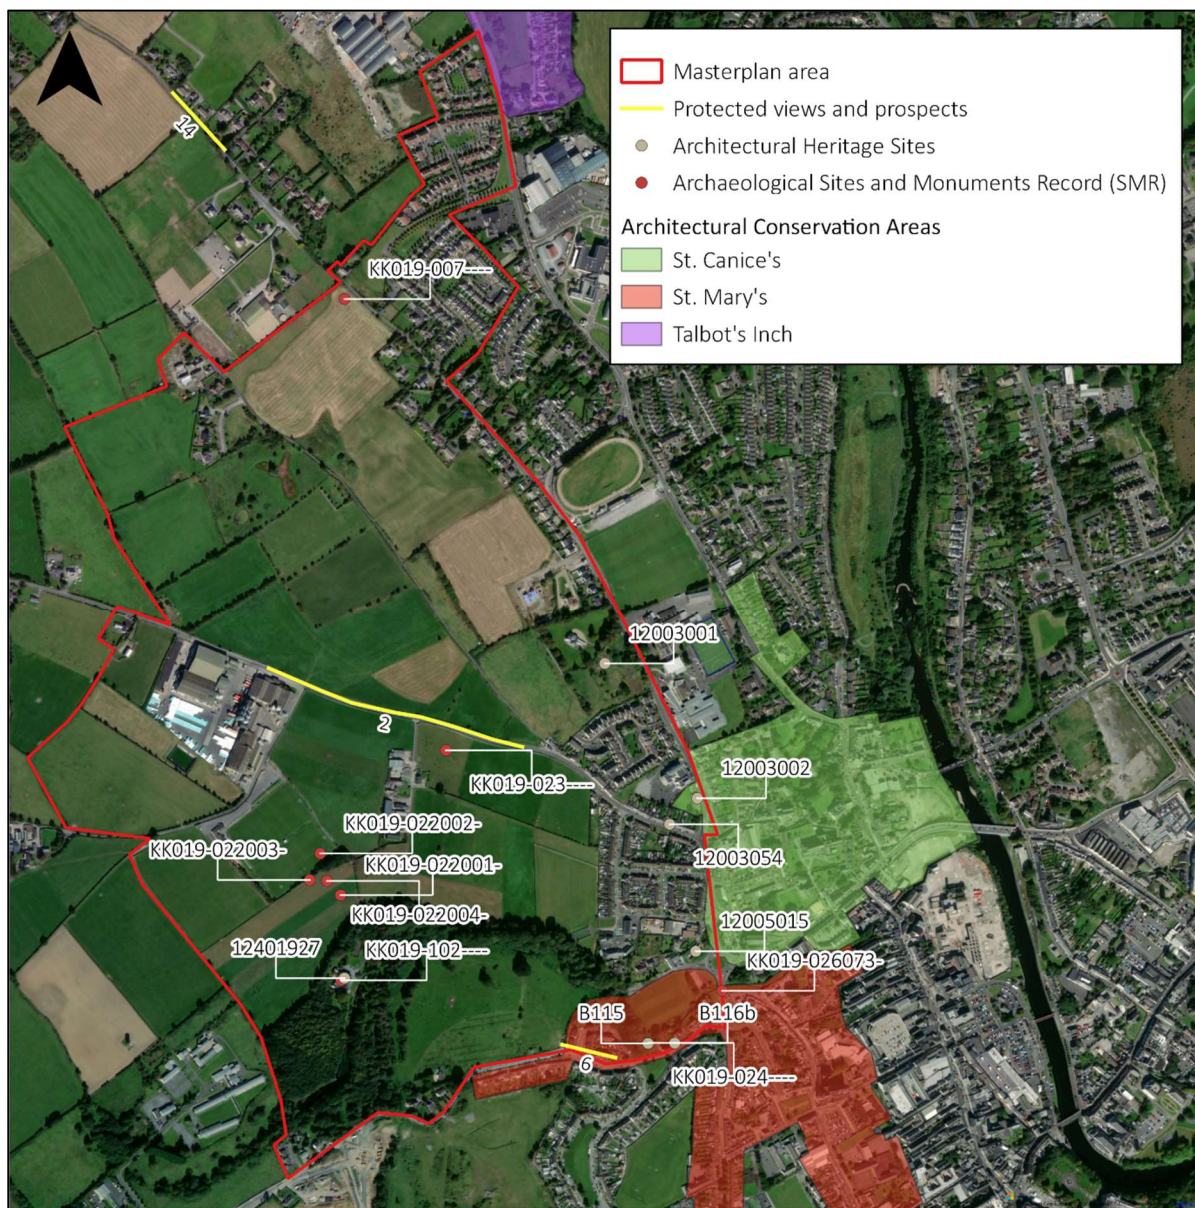 Masterplan area
Protected views and prospects
Architectural Heritage Sites
Archaeological Sites and Monuments Record (SMR)
Architectural Conservation Areas
St. Canice's
St. Mary's
Talbot's Inch
14
KK019-007----
12003001
2
KK019-023----
12003002
KK019-022002-
KK019-022003-
KK019-022001-
12003054
KK019-022004-
12005015
12401927
KK019-102----
KK019-026073-
B115
B116b
6
KK019-024----